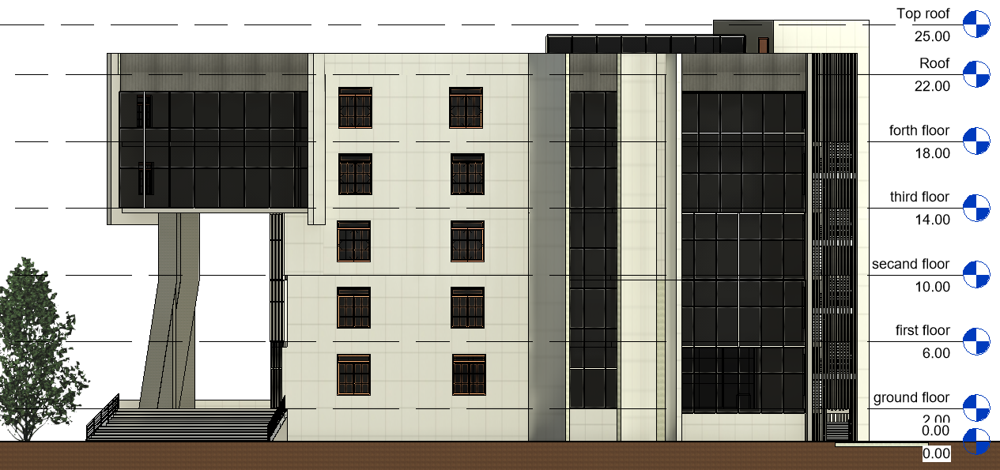 Top roof
25.00
Roof
22.00
forth floor
18.00
third floor
14.00
secand floor
10.00
first floor
6.00
ground floor
2.00
0.00
0.00